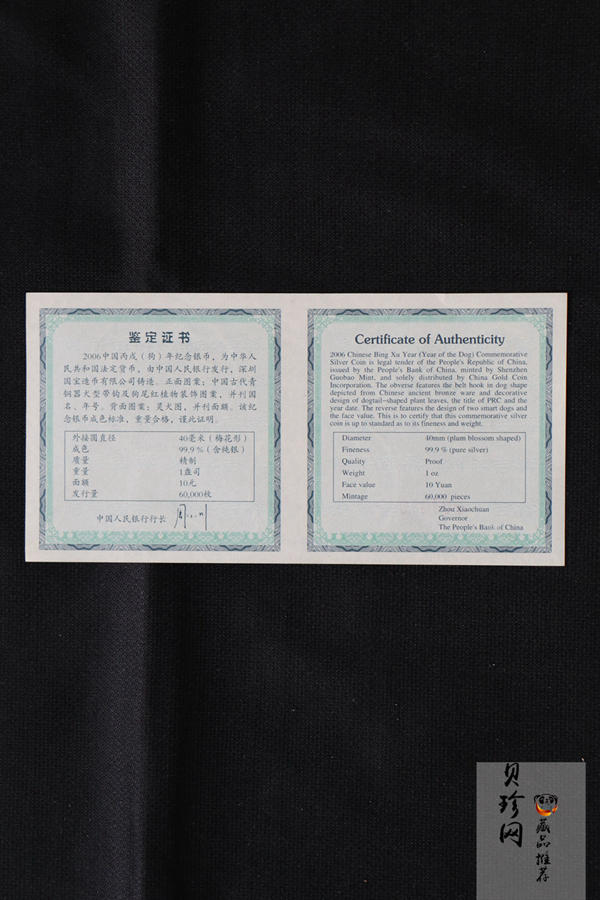 鉴定证书
2006中国丙戌（狗）年纪念银币，为中华人
民共和国法定货币，由中国人民银行发行，深圳
国宝造币有限公司铸造。正面图案：中国古代青
铜器犬型带钩及狗尾红植物装饰图案，并刊国
名、年号。背面图案：灵犬图，并刊面额。该纪
念银币成色标准，重量合格，谨此证明。
外接圆直径 40毫米（梅花形）
成色 99.9%（含纯银）
质量 精制
重量 1盎司
面额 10元
发行量 60,000枚
中国人民银行行长
Certificate of Authenticity
2006 Chinese Bing Xu Year (Year of the Dog) Commemorative
Silver Coin is legal tender of the People's Republic of China,
issued by the People's Bank of China, minted by Shenzhen
Guobao Mint, and solely distributed by China Gold Coin
Incorporation. The obverse features the belt hook in dog shape
depicted from Chinese ancient bronze ware and decorative
design of dogtail-shaped plant leaves, the title of PRC and the
year date. The reverse features the design of two smart dogs and
the face value. This is to certify that this commemorative silver
coin is up to standard as to its fineness and weight.
Diameter 40mm (plum blossom shaped)
Fineness 99.9% (pure silver)
Quality Proof
Weight 1 oz
Face value 10 Yuan
Mintage 60,000 pieces
Zhou Xiaochuan
Governor
The People's Bank of China
贝珍网
藏品推荐